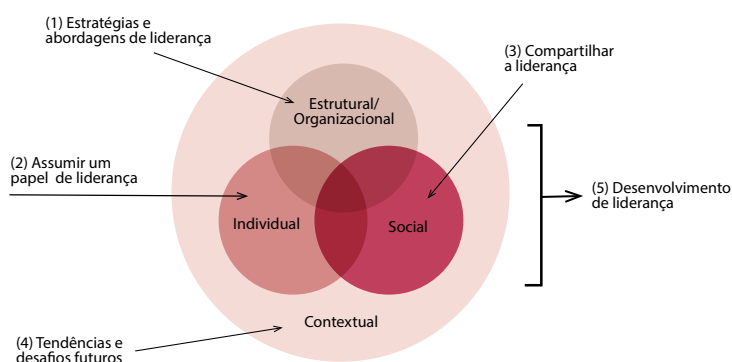 (1) Estratégias e
abordagens de liderança
(3) Compartilhar
a liderança
Estrutural/
Organizacional
(2) Assumir um
papel de liderança
(5) Desenvolvimento
de liderança
Individual
Social
Contextual
(4) Tendências e
desafios futuros